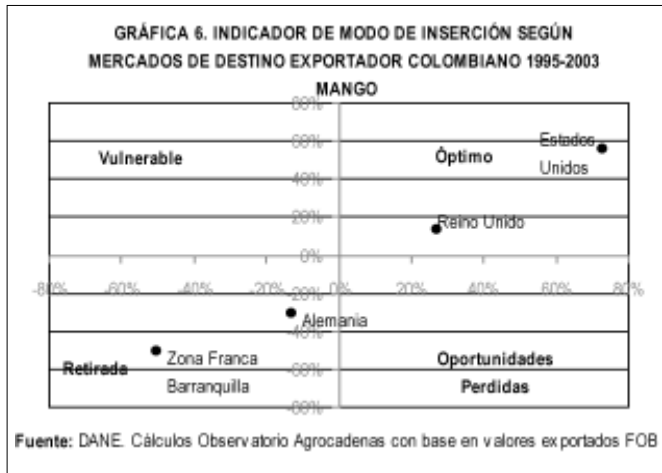 GRÁFICA 6. INDICADOR DE MODO DE INSERCIÓN SEGÚN
MERCADOS DE DESTINO EXPORTADOR COLOMBIANO 1995-2003
MANGO
80%
60%
Estados
Vulnerable
Óptimo
Unidos
40%
20%
Reino Unido
0%
-80% -60% -40% -20% 0% 20% 40% 60% 80%
-20%
Alemania
-40%
Zona Franca
Oportunidades
Retirada
-60%
Barranquilla
Perdidas
-80%
Fuente: DANE. Cálculos Observatorio Agrocadenas con base en valores exportados FOB